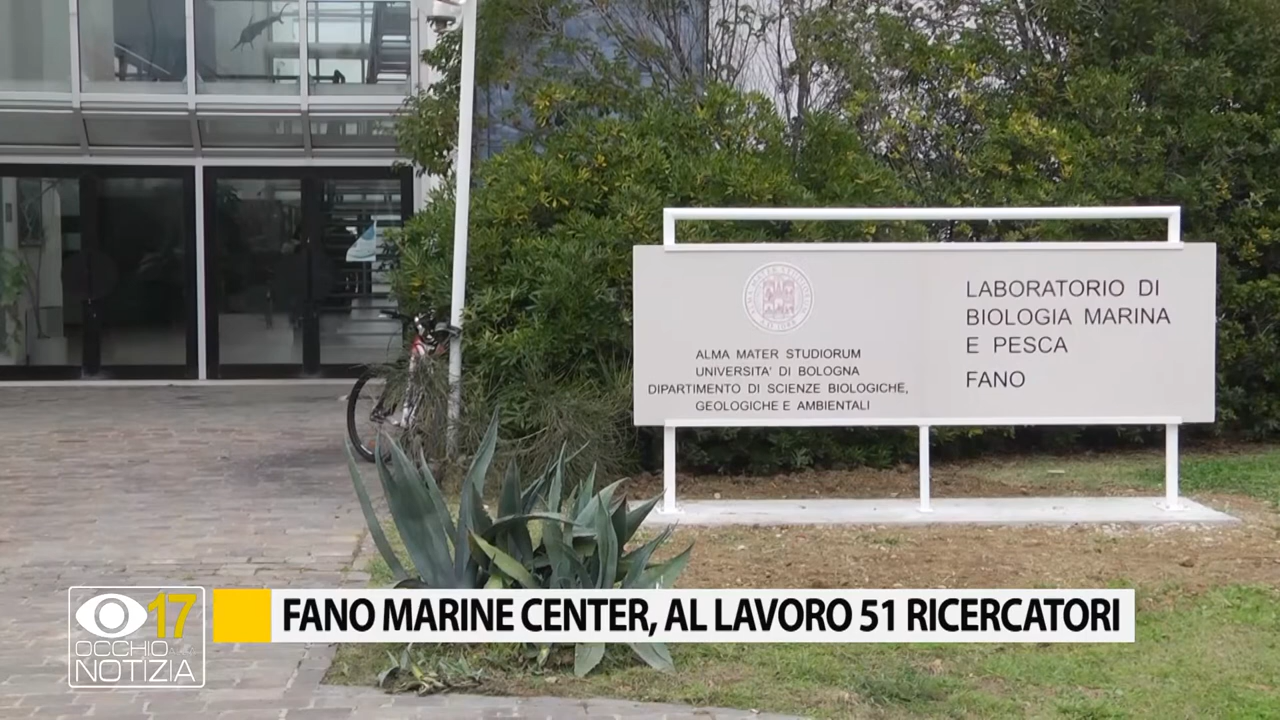 LABORATORIO DI
BIOLOGIA MARINA
E PESCA
FANO
ALMA MATER STUDIORUM
UNIVERSITA' DI BOLOGNA
DIPARTIMENTO DI SCIENZE BIOLOGICHE,
GEOLOGICHE E AMBIENTALI
17
OCCHIO ALLA
NOTIZIA
FANO MARINE CENTER, AL LAVORO 51 RICERCATORI